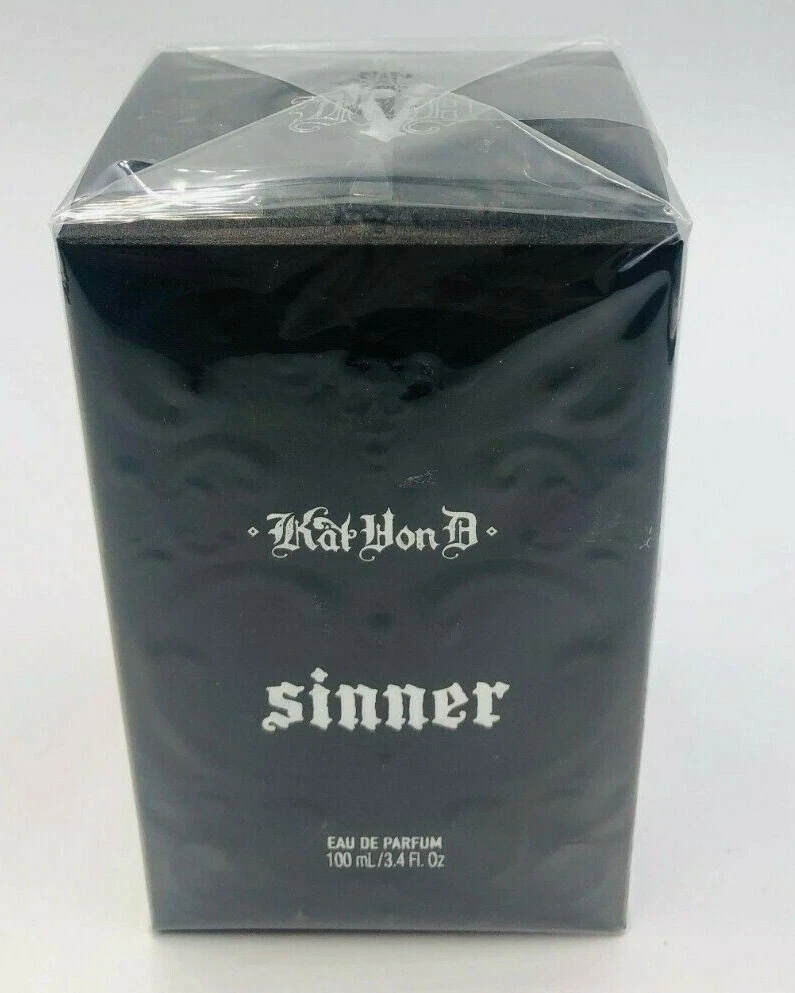 Kat Von D
sinner
EAU DE PARFUM
100 mL/3.4 Fl. Oz